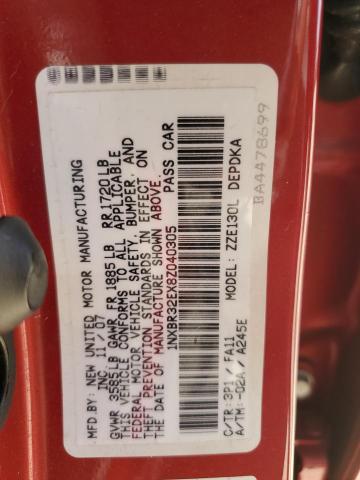 MFD. BY: NEW UNITED MOTOR MANUFACTURING
INC 11/07
GVWR 3585LB GAWR FR 1885LB RR 1720LB
THIS VEHICLE CONFORMS TO ALL APPLICABLE
FEDERAL MOTOR VEHICLE SAFETY, BUMPER, AND
THEFT PREVENTION STANDARDS IN EFFECT ON
THE DATE OF MANUFACTURE SHOWN ABOVE.
1NXBR32EX8Z040305 PASS CAR
C/TR: 3P1 / FA11 MODEL: ZZE130L DEPDKA
A/TM: -02A / A245E
BA4478699